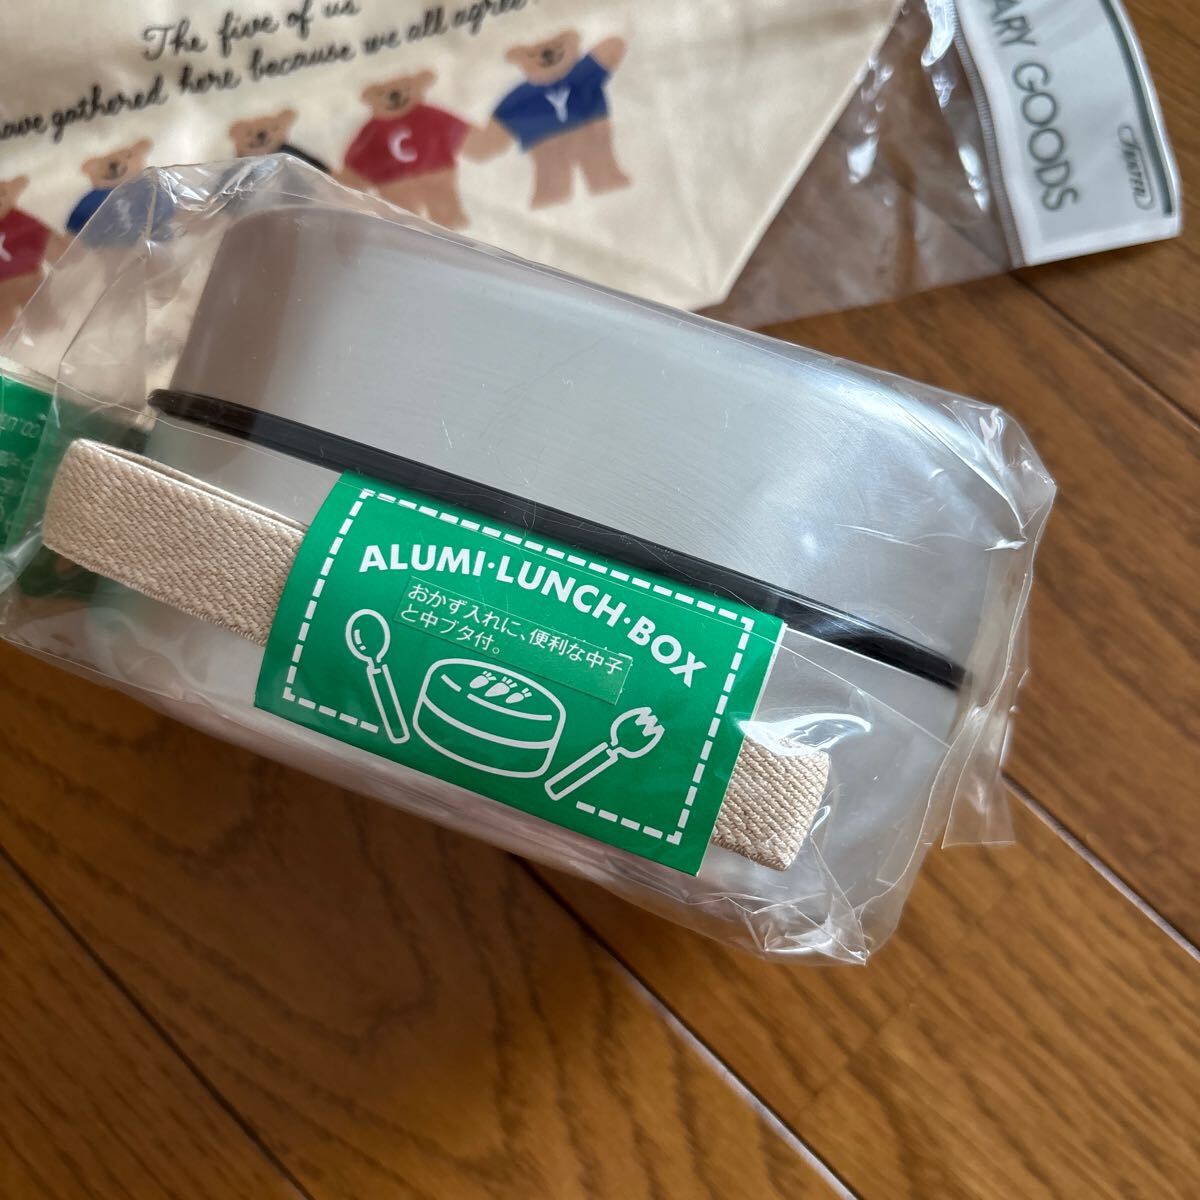 The five of us
have gathered here because we all agree
C
Y
ARY GOODS
ALUMI·LUNCH·BOX
おかず入れに、便利な中子
と中ブタ付。